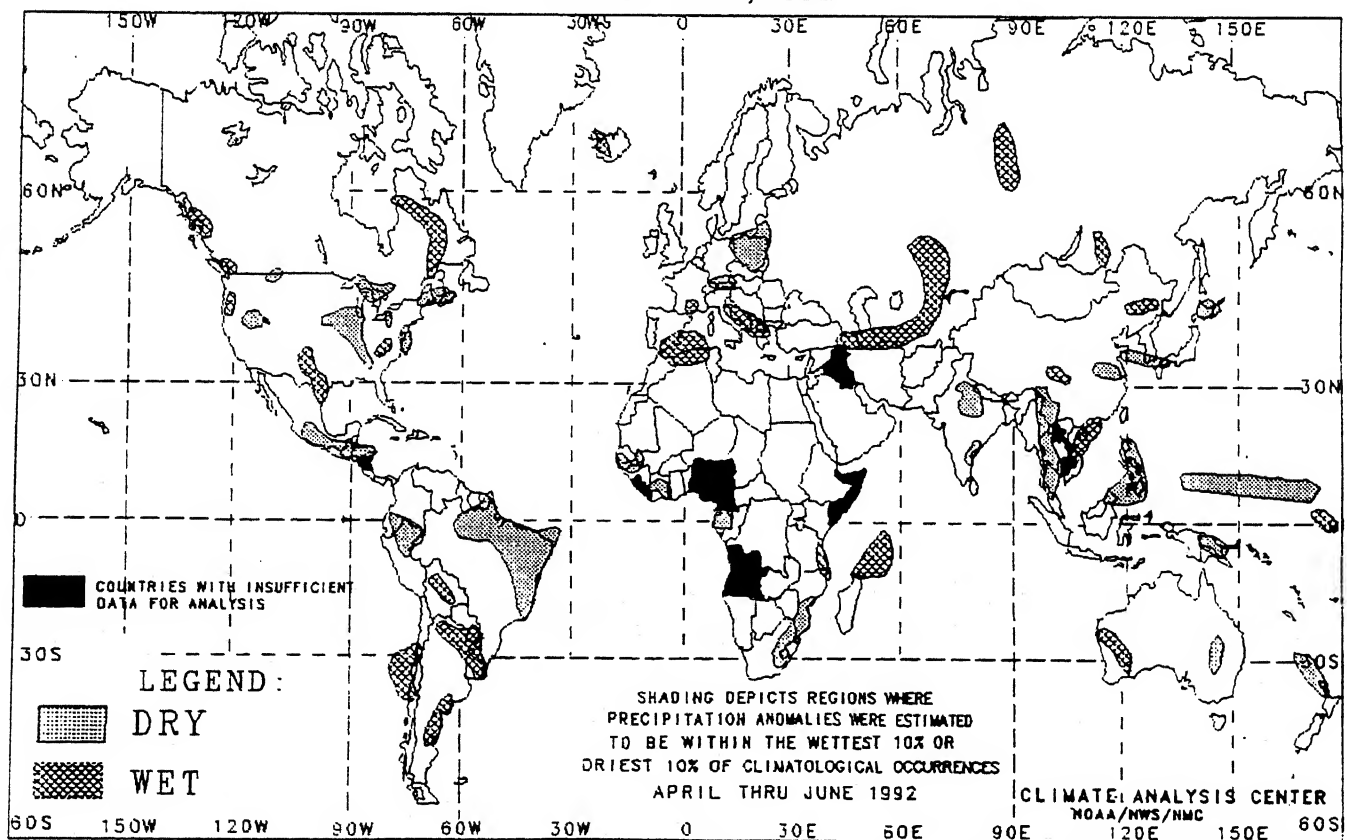 150W 120W 90W 60W 30W 0 30E 60E 90E 120E 150E
60N 60N
30N 30N
0 0
COUNTRIES WITH INSUFFICIENT
DATA FOR ANALYSIS
30S 30S
LEGEND:
DRY
WET
SHADING DEPICTS REGIONS WHERE
PRECIPITATION ANOMALIES WERE ESTIMATED
TO BE WITHIN THE WETTEST 10% OR
DRIEST 10% OF CLIMATOLOGICAL OCCURRENCES
APRIL THRU JUNE 1992
CLIMATE ANALYSIS CENTER
NOAA/NWS/NMC
60S 150W 120W 90W 60W 30W 0 30E 60E 90E 120E 150E 60S